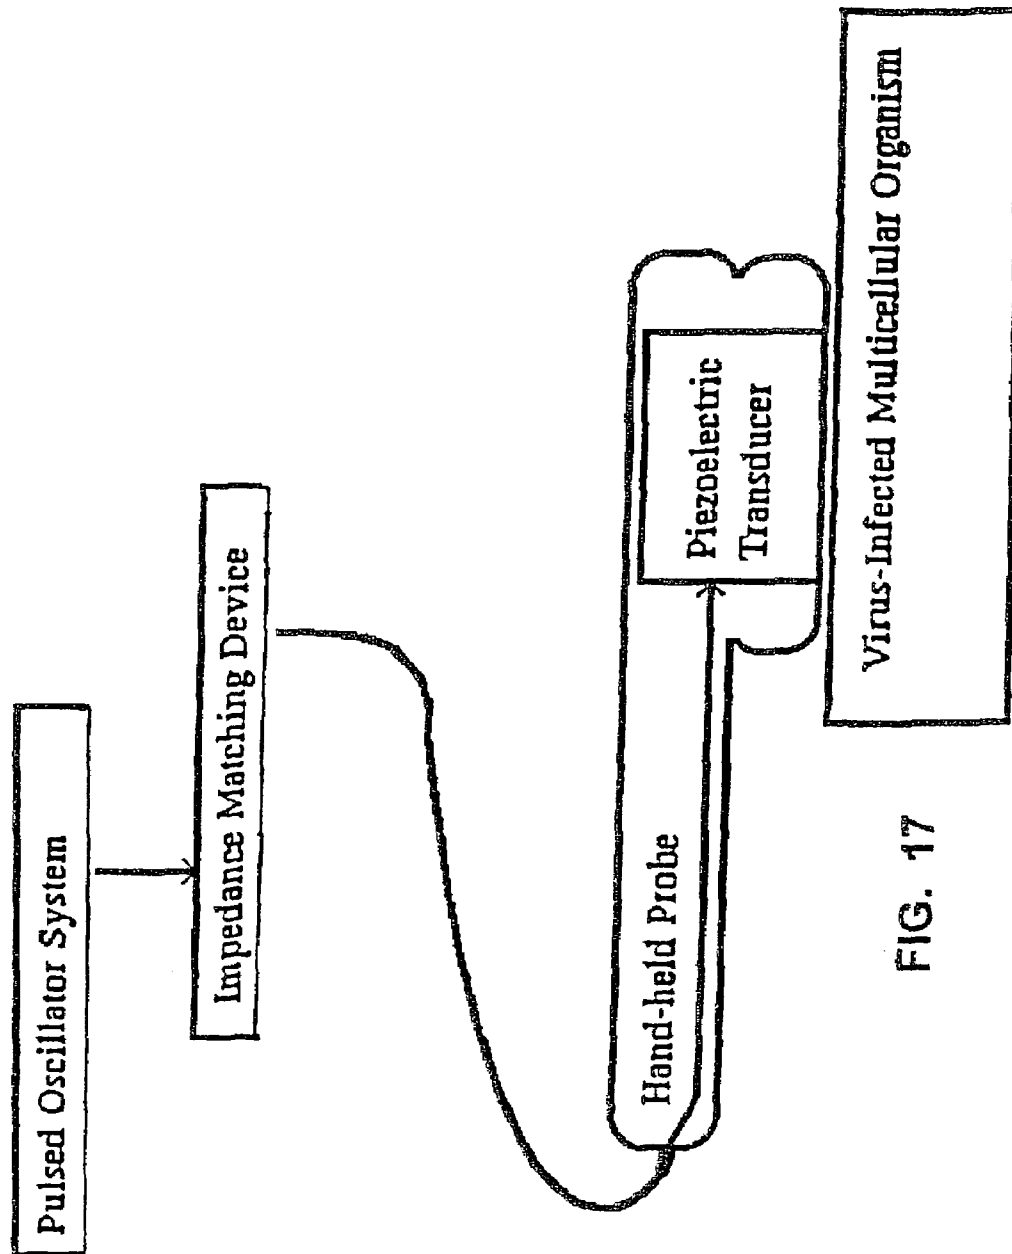 Pulsed Oscillator System
Impedance Matching Device
Hand-held Probe
Piezoelectric
Transducer
Virus-Infected Multicellular Organism
FIG. 17